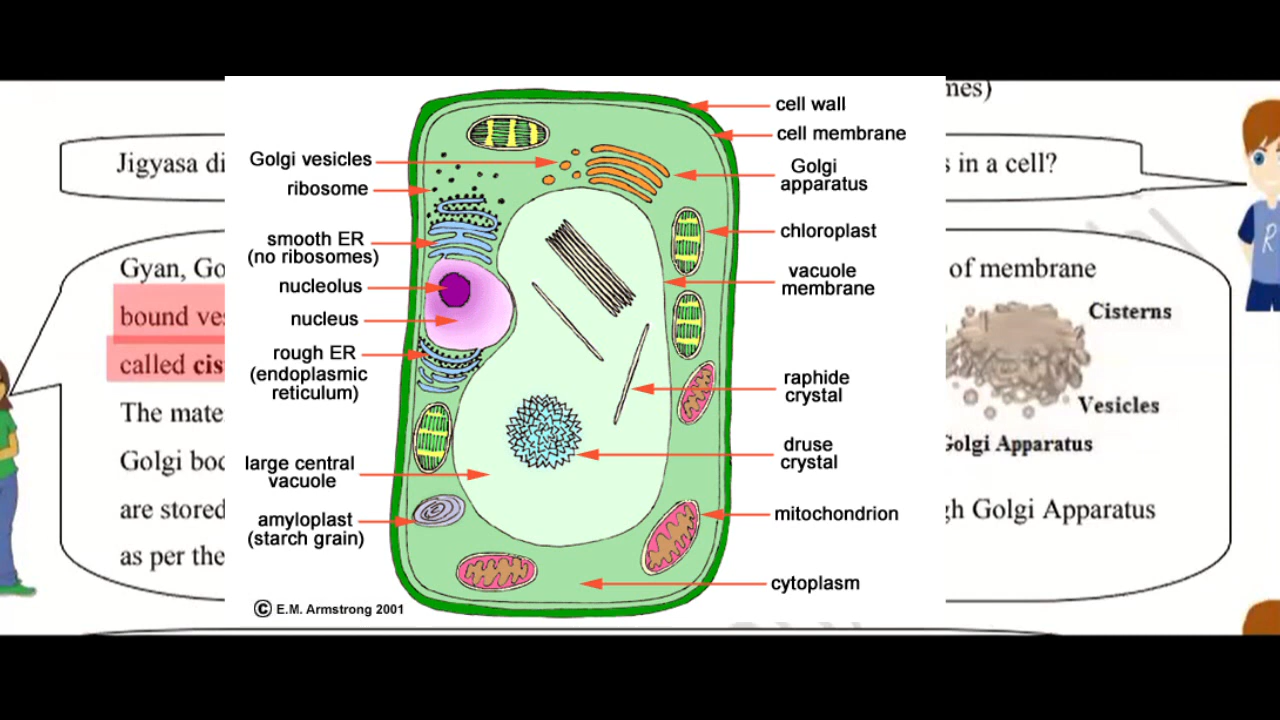 mes)
Jigyasa di
s in a cell?
Gyan, Go
of membrane
bound ve
called cis
The mate
Golgi bo
are stored
gh Golgi Apparatus
as per the
Cisterns
Vesicles
Golgi Apparatus
R
cell wall
cell membrane
Golgi
apparatus
chloroplast
vacuole
membrane
raphide
crystal
druse
crystal
mitochondrion
cytoplasm
Golgi vesicles
ribosome
smooth ER
(no ribosomes)
nucleolus
nucleus
rough ER
(endoplasmic
reticulum)
large central
vacuole
amyloplast
(starch grain)
© E.M. Armstrong 2001